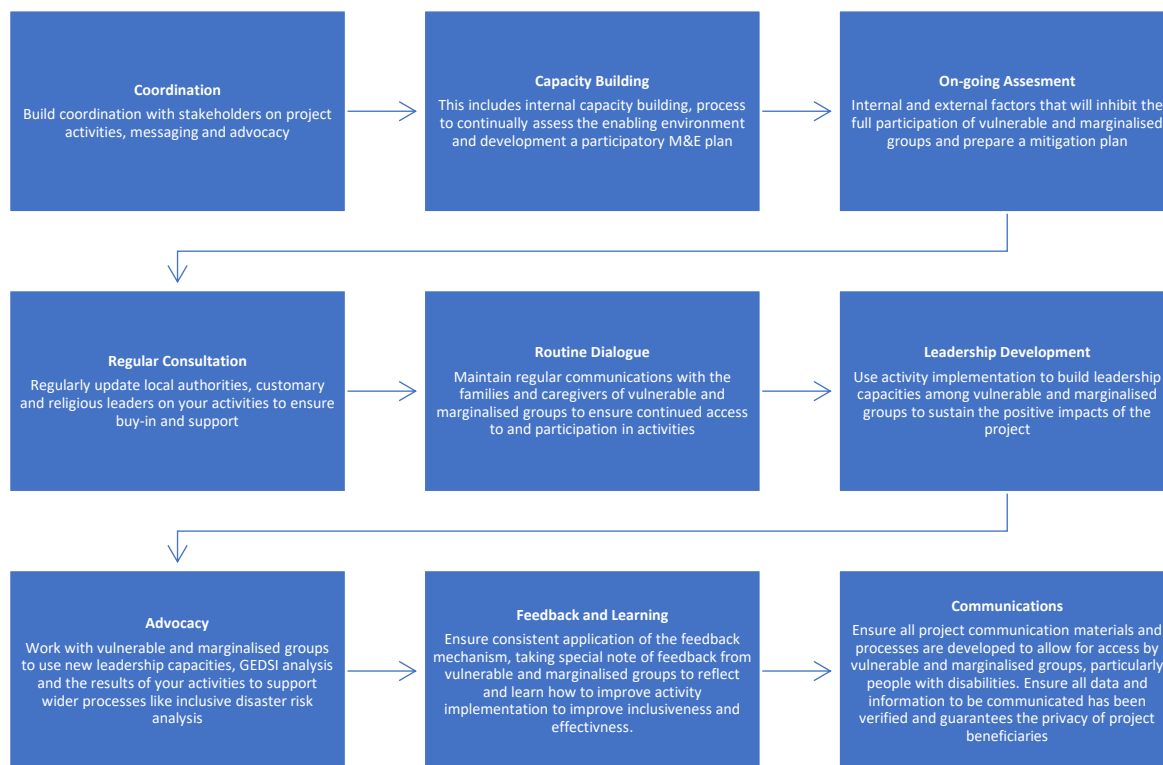 Coordination
Build coordination with stakeholders on project
activities, messaging and advocacy
Capacity Building
This includes internal capacity building, process
to continually assess the enabling environment
and development a participatory M&E plan
On-going Assesment
Internal and external factors that will inhibit the
full participation of vulnerable and marginalised
groups and prepare a mitigation plan
Regular Consultation
Regularly update local authorities, customary
and religious leaders on your activities to ensure
buy-in and support
Routine Dialogue
Maintain regular communications with the
families and caregivers of vulnerable and
marginalised groups to ensure continued access
to and participation in activities
Leadership Development
Use activity implementation to build leadership
capacities among vulnerable and marginalised
groups to sustain the positive impacts of the
project
Advocacy
Work with vulnerable and marginalised groups
to use new leadership capacities, GEDSI analysis
and the results of your activities to support
wider processes like inclusive disaster risk
analysis
Feedback and Learning
Ensure consistent application of the feedback
mechanism, taking special note of feedback from
vulnerable and marginalised groups to reflect
and learn how to improve activity
implementation to improve inclusiveness and
effectivness.
Communications
Ensure all project communication materials and
processes are developed to allow for access by
vulnerable and marginalised groups, particularly
people with disabilities. Ensure all data and
information to be communicated has been
verified and guarantees the privacy of project
beneficiaries